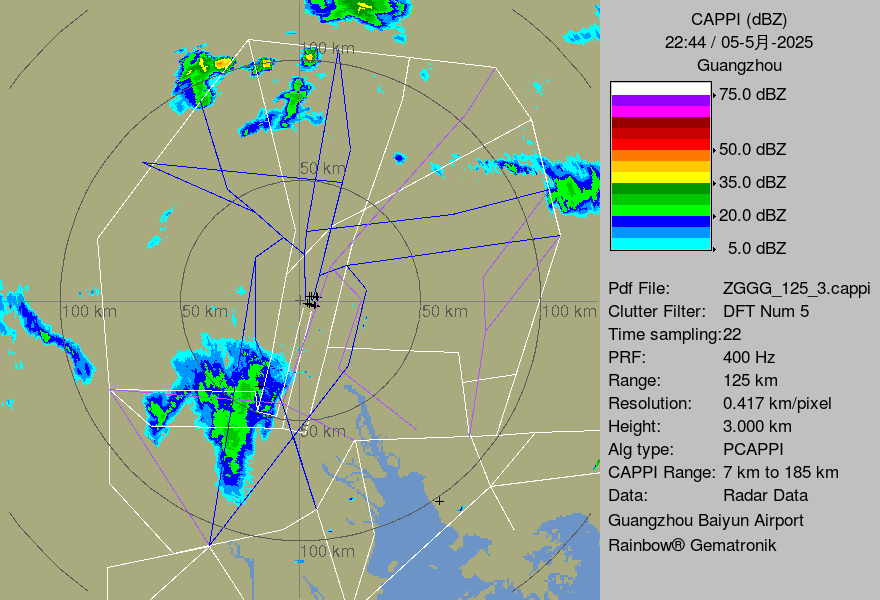 CAPPI (dBZ)
22:44 / 05-5月-2025
Guangzhou
75.0 dBZ
50.0 dBZ
35.0 dBZ
20.0 dBZ
5.0 dBZ
Pdf File: ZGGG_125_3.cappi
Clutter Filter: DFT Num 5
Time sampling:22
PRF: 400 Hz
Range: 125 km
Resolution: 0.417 km/pixel
Height: 3.000 km
Alg type: PCAPPI
CAPPI Range: 7 km to 185 km
Data: Radar Data
Guangzhou Baiyun Airport
Rainbow® Gematronik
100 km
50 km
100 km
50 km
50 km
100 km
50 km
100 km